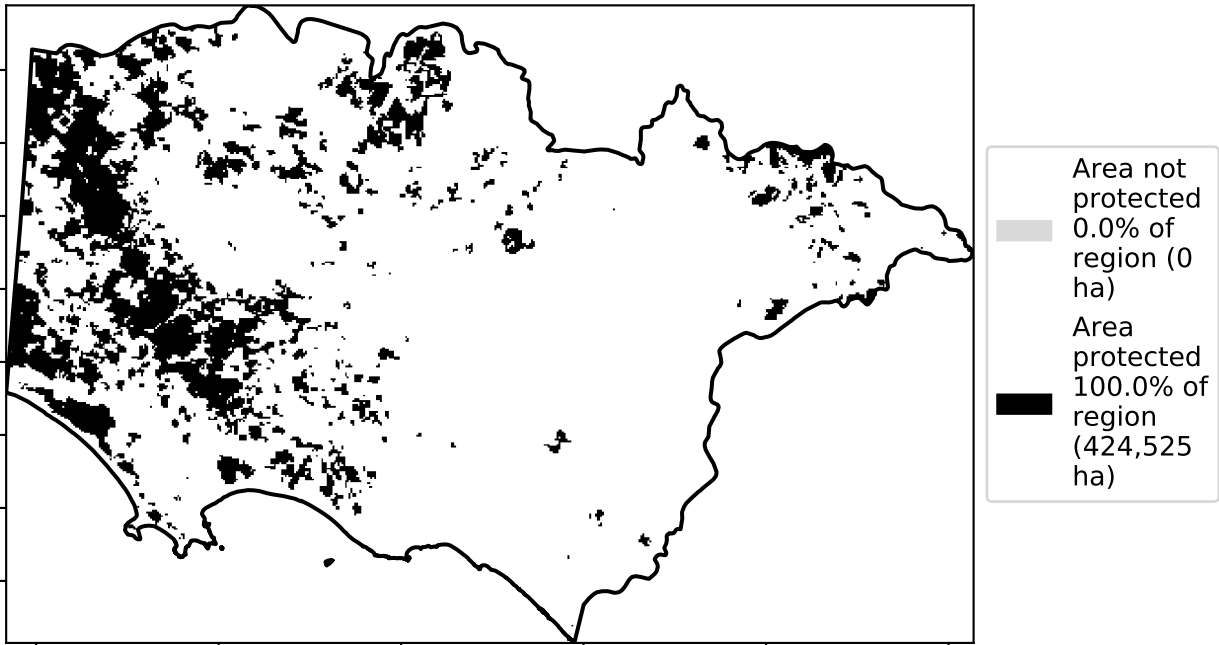 Area not
protected
0.0% of
region (0
ha)
Area
protected
100.0% of
region
(424,525
ha)